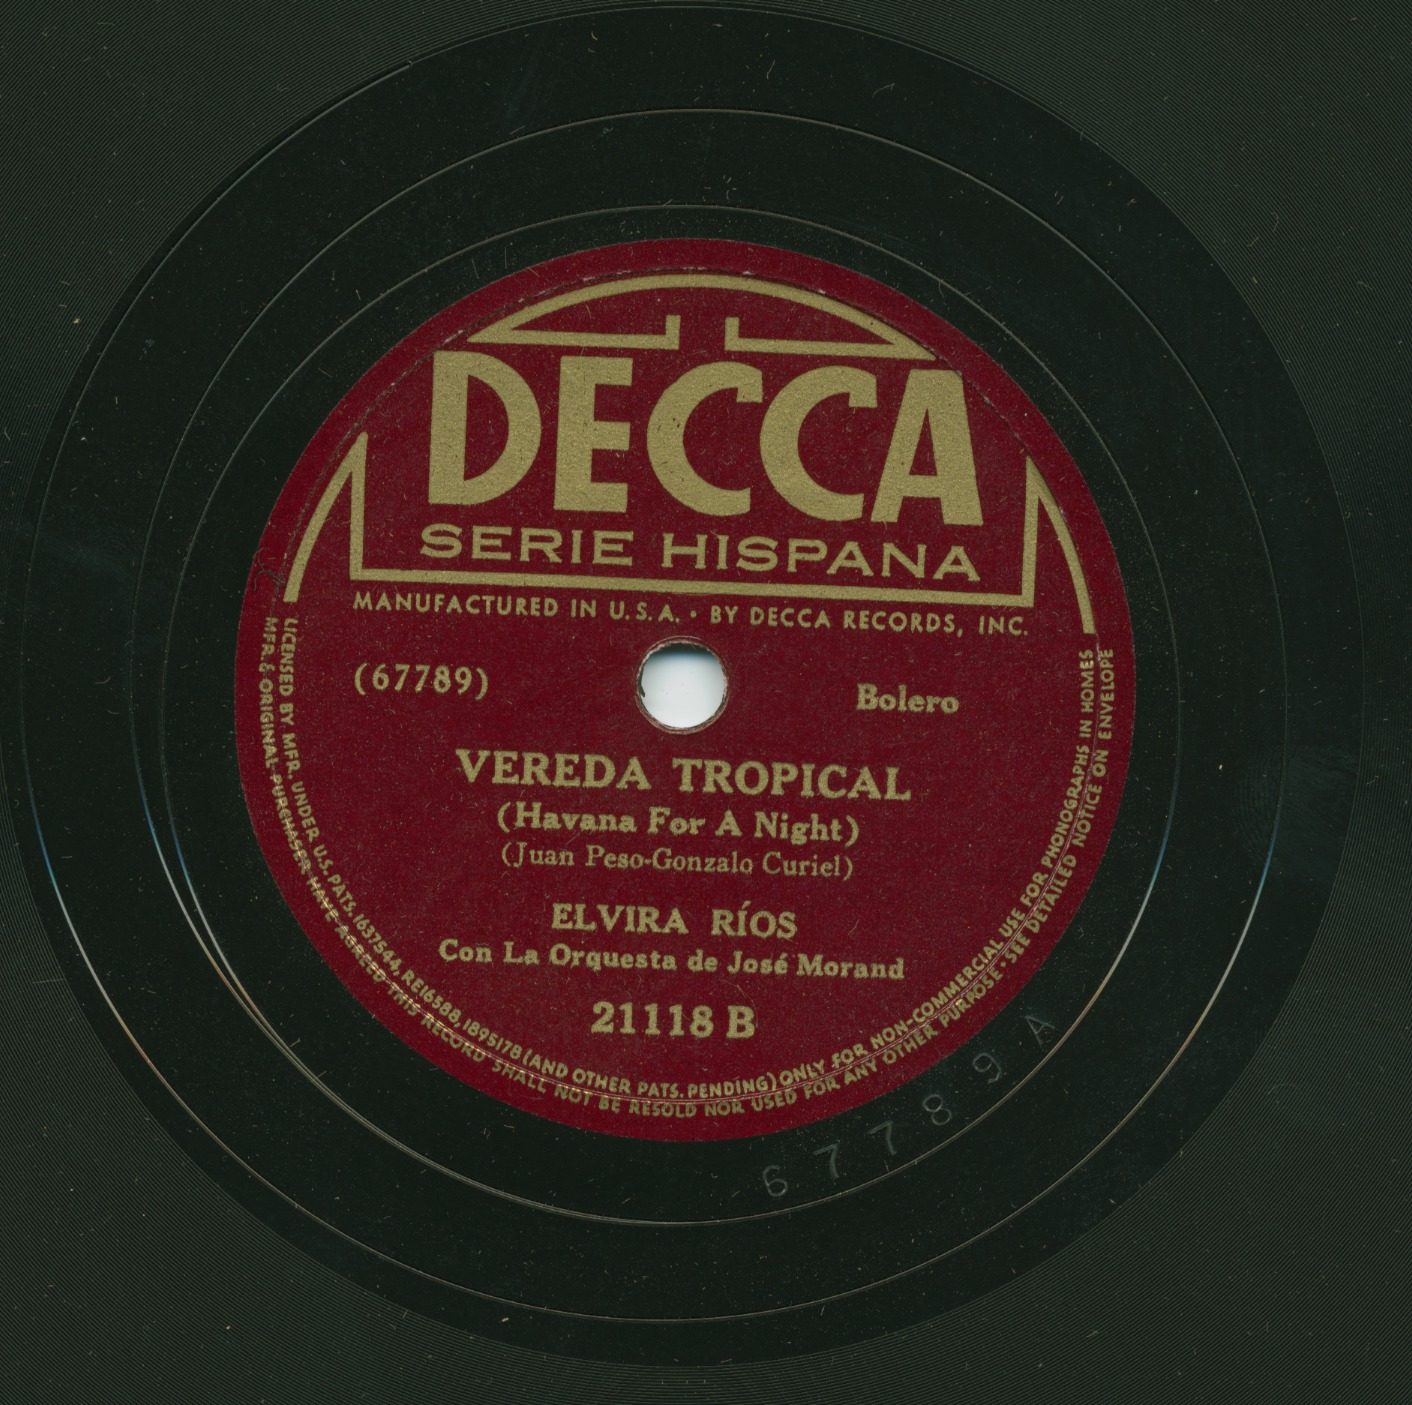 DECCA
SERIE HISPANA
MANUFACTURED IN U.S.A. · BY DECCA RECORDS, INC.
(67789)
Bolero
VEREDA TROPICAL
(Havana For A Night)
(Juan Peso-Gonzalo Curiel)
ELVIRA RÍOS
Con La Orquesta de José Morand
21118 B
LICENSED BY MFR. UNDER U.S. PATS. 1637544, RE16588, 1895178 (AND OTHER PATS. PENDING) ONLY FOR NON-COMMERCIAL USE FOR PHONOGRAPHS IN HOMES
MFR. & ORIGINAL PURCHASER HAVE AGREED THIS RECORD SHALL NOT BE RESOLD NOR USED FOR ANY OTHER PURPOSE · SEE DETAILED NOTICE ON ENVELOPE
67789 A